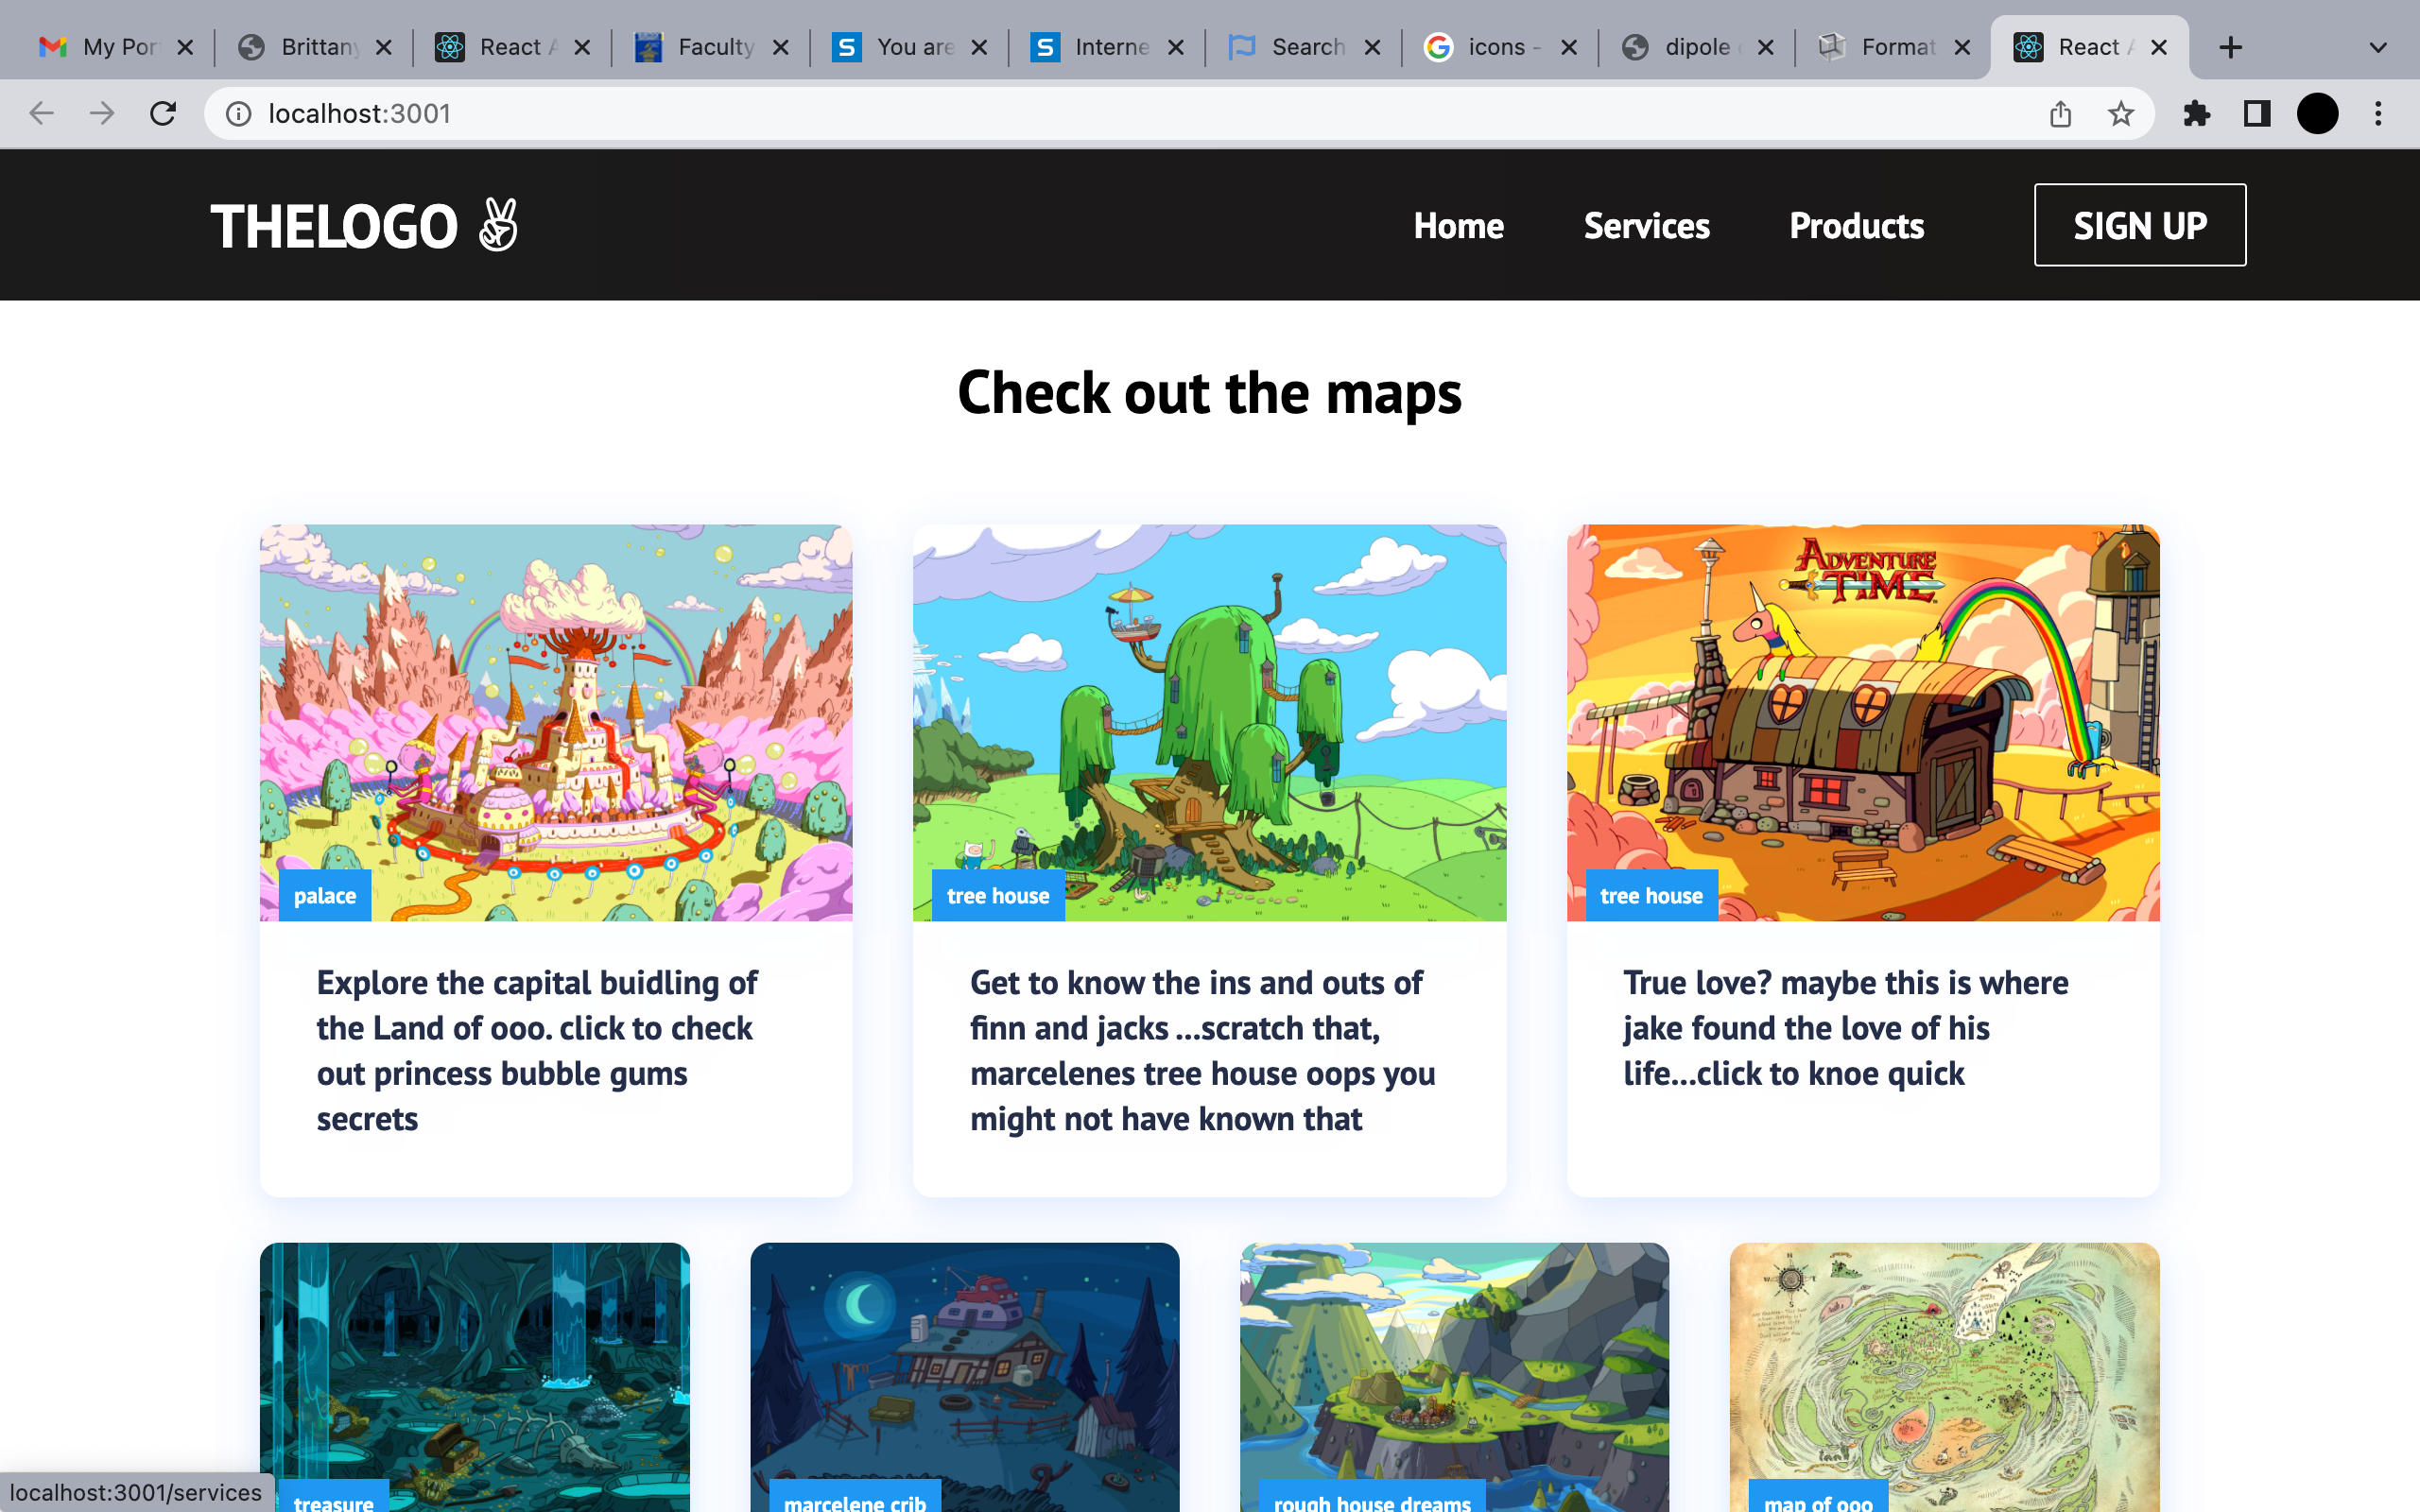 My Por
Brittany
React A
Faculty
You are
Interne
Search
icons -
dipole
Format
React A
localhost:3001
THELOGO
Home
Services
Products
SIGN UP
Check out the maps
ADVENTURE
TIME
palace
tree house
tree house
Explore the capital buidling of
the Land of ooo. click to check
out princess bubble gums
secrets
Get to know the ins and outs of
finn and jacks ...scratch that,
marcelenes tree house oops you
might not have known that
True love? maybe this is where
jake found the love of his
life...click to knoe quick
treasure
marcelene crib
rough house dreams
map of ooo
localhost:3001/services